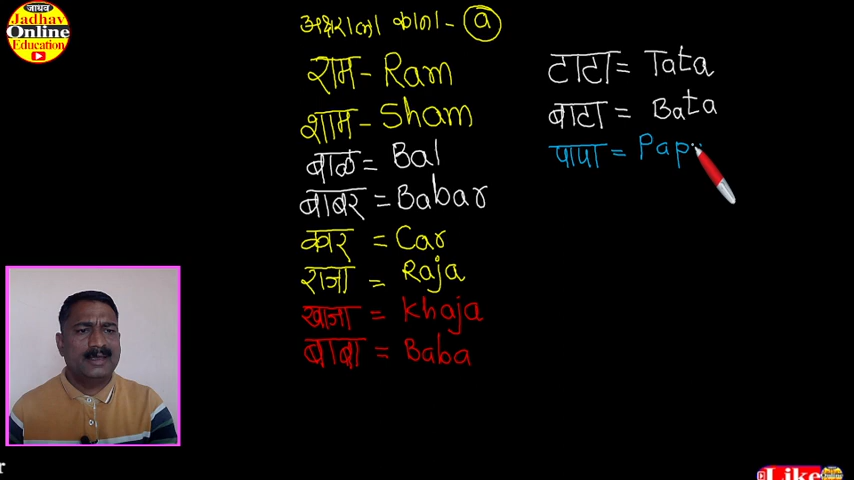 जाधव
Jadhav
Online
Education
अक्षराला काना - a
राम - Ram
शाम - Sham
बाळ = Bal
बाबर = Babar
कार = Car
राजा = Raja
खाजा = Khaja
बाबा = Baba
टाटा = Tata
बाटा = Bata
पापा = Pap
r
Like